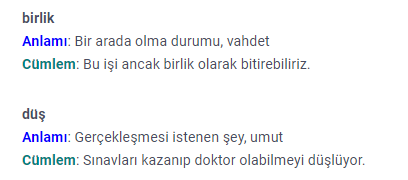 birlik
Anlamı: Bir arada olma durumu, vahdet
Cümlem: Bu işi ancak birlik olarak bitirebiliriz.
düş
Anlamı: Gerçekleşmesi istenen şey, umut
Cümlem: Sınavları kazanıp doktor olabilmeyi düşlüyor.